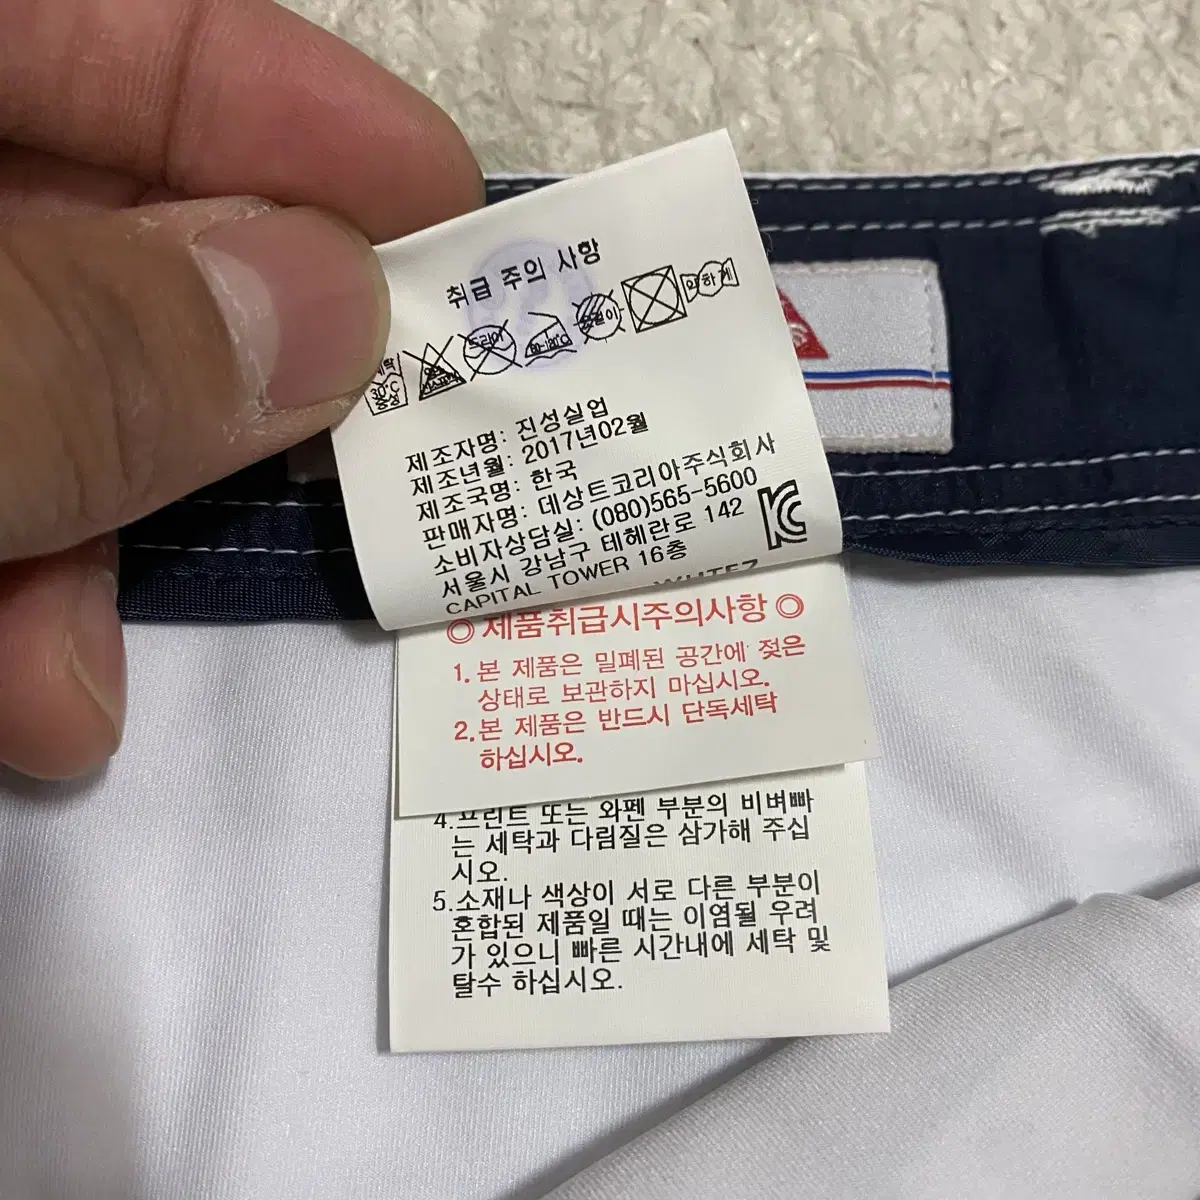 취급 주의 사항
30℃
중성
드라이
80-120℃
약하게
제조자명: 진성실업
제조년월: 2017년02월
제조국명: 한국
판매자명: 데상트코리아주식회사
소비자상담실: (080)565-5600
서울시 강남구 테헤란로 142
CAPITAL TOWER 16층
◎ 제품취급시주의사항 ◎
1. 본 제품은 밀폐된 공간에 젖은
상태로 보관하지 마십시오.
2.본 제품은 반드시 단독세탁
하십시오.
4.프린트 또는 와펜 부분의 비벼빠
는 세탁과 다림질은 삼가해 주십
시오.
5.소재나 색상이 서로 다른 부분이
혼합된 제품일 때는 이염될 우려
가 있으니 빠른 시간내에 세탁 및
탈수 하십시오.